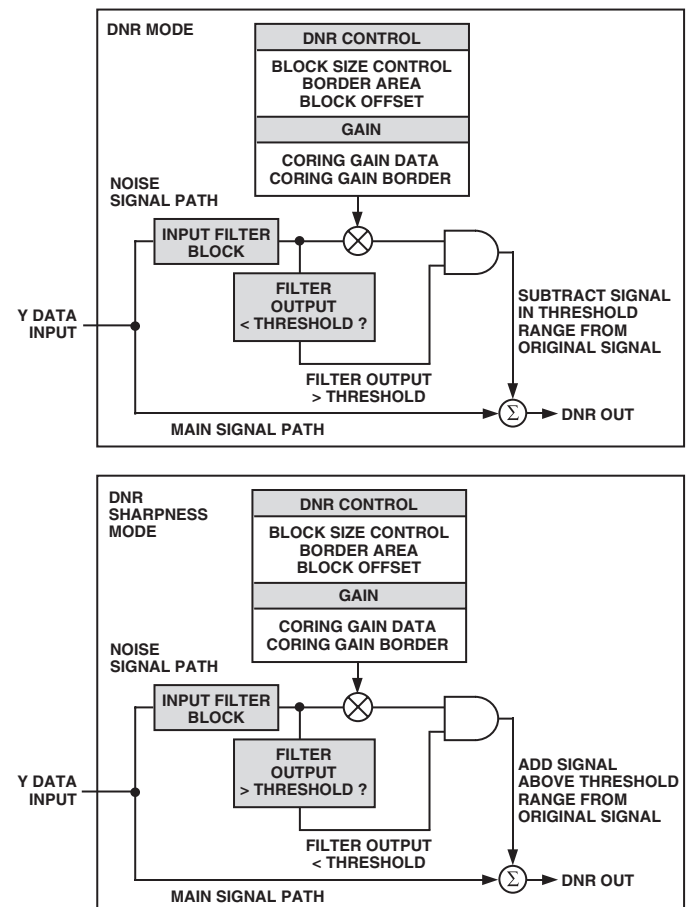 DNR MODE
DNR CONTROL
BLOCK SIZE CONTROL
BORDER AREA
BLOCK OFFSET
GAIN
CORING GAIN DATA
CORING GAIN BORDER
NOISE
SIGNAL PATH
INPUT FILTER
BLOCK
FILTER
OUTPUT
< THRESHOLD ?
Y DATA
INPUT
SUBTRACT SIGNAL
IN THRESHOLD
RANGE FROM
ORIGINAL SIGNAL
FILTER OUTPUT
> THRESHOLD
Σ
DNR OUT
MAIN SIGNAL PATH
DNR
SHARPNESS
MODE
DNR CONTROL
BLOCK SIZE CONTROL
BORDER AREA
BLOCK OFFSET
GAIN
CORING GAIN DATA
CORING GAIN BORDER
NOISE
SIGNAL PATH
INPUT FILTER
BLOCK
FILTER
OUTPUT
> THRESHOLD ?
Y DATA
INPUT
ADD SIGNAL
ABOVE THRESHOLD
RANGE FROM
ORIGINAL SIGNAL
FILTER OUTPUT
< THRESHOLD
Σ
DNR OUT
MAIN SIGNAL PATH